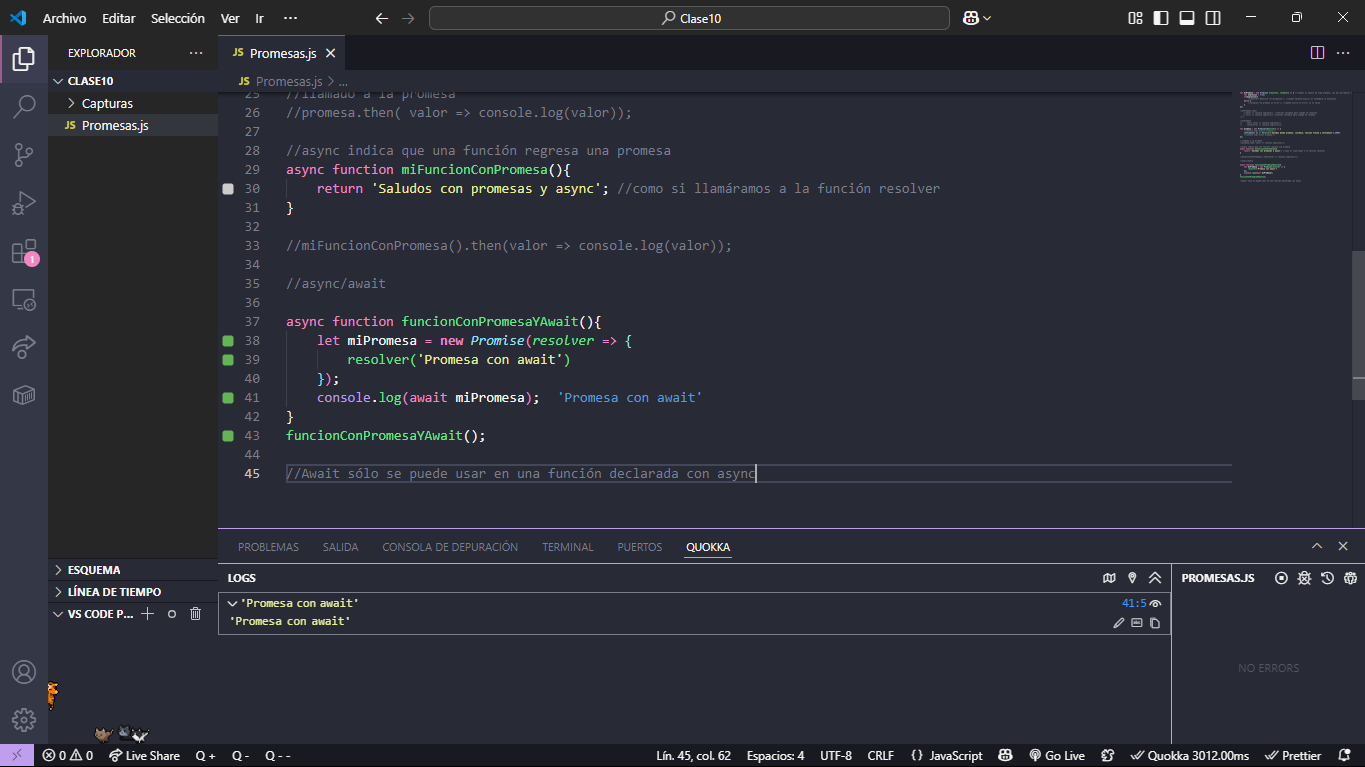 Archivo Editar Selección Ver Ir ··· Clase10
EXPLORADOR ···
CLASE10
Capturas
JS Promesas.js
ESQUEMA
LÍNEA DE TIEMPO
VS CODE P...
JS Promesas.js
JS Promesas.js > ...
25 //llamado a la promesa
26 //promesa.then( valor => console.log(valor));
27
28 //async indica que una función regresa una promesa
29 async function miFuncionConPromesa(){
30 return 'Saludos con promesas y async'; //como si llamáramos a la función resolver
31 }
32
33 //miFuncionConPromesa().then(valor => console.log(valor));
34
35 //async/await
36
37 async function funcionConPromesaYAwait(){
38 let miPromesa = new Promise(resolver => {
39 resolver('Promesa con await')
40 });
41 console.log(await miPromesa); 'Promesa con await'
42 }
43 funcionConPromesaYAwait();
44
45 //Await sólo se puede usar en una función declarada con async
PROBLEMAS SALIDA CONSOLA DE DEPURACIÓN TERMINAL PUERTOS QUOKKA
LOGS
'Promesa con await' 41:5
'Promesa con await'
PROMESAS.JS
NO ERRORS
1
0 0 Live Share Q + Q - Q - - Lín. 45, col. 62 Espacios: 4 UTF-8 CRLF {} JavaScript Go Live Quokka 3012.00ms Prettier